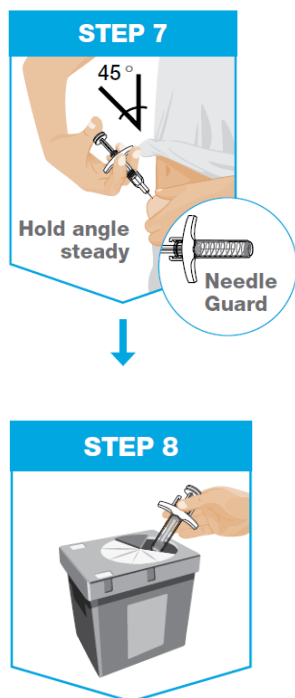 STEP 7
45°
Hold angle
steady
Needle
Guard
STEP 8